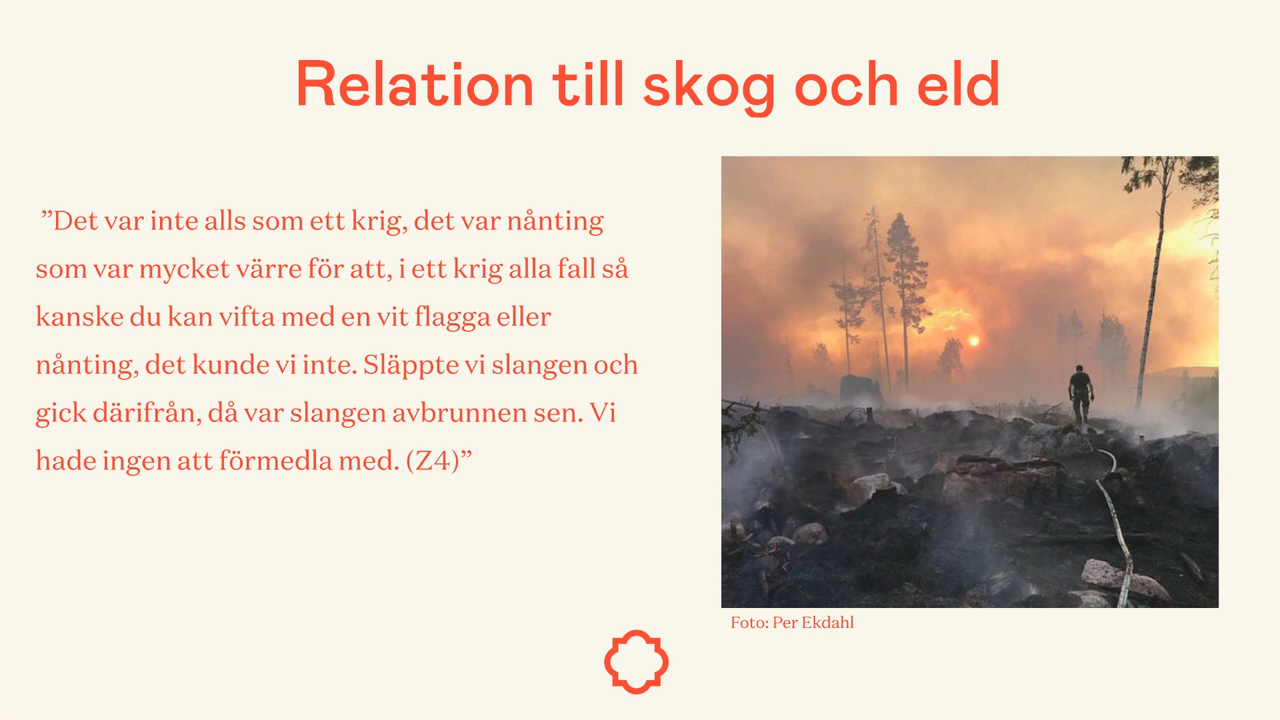 Relation till skog och eld
”Det var inte alls som ett krig, det var nånting
som var mycket värre för att, i ett krig alla fall så
kanske du kan vifta med en vit flagga eller
nånting, det kunde vi inte. Släppte vi slangen och
gick därifrån, då var slangen avbrunnen sen. Vi
hade ingen att förmedla med. (Z4)”
Foto: Per Ekdahl